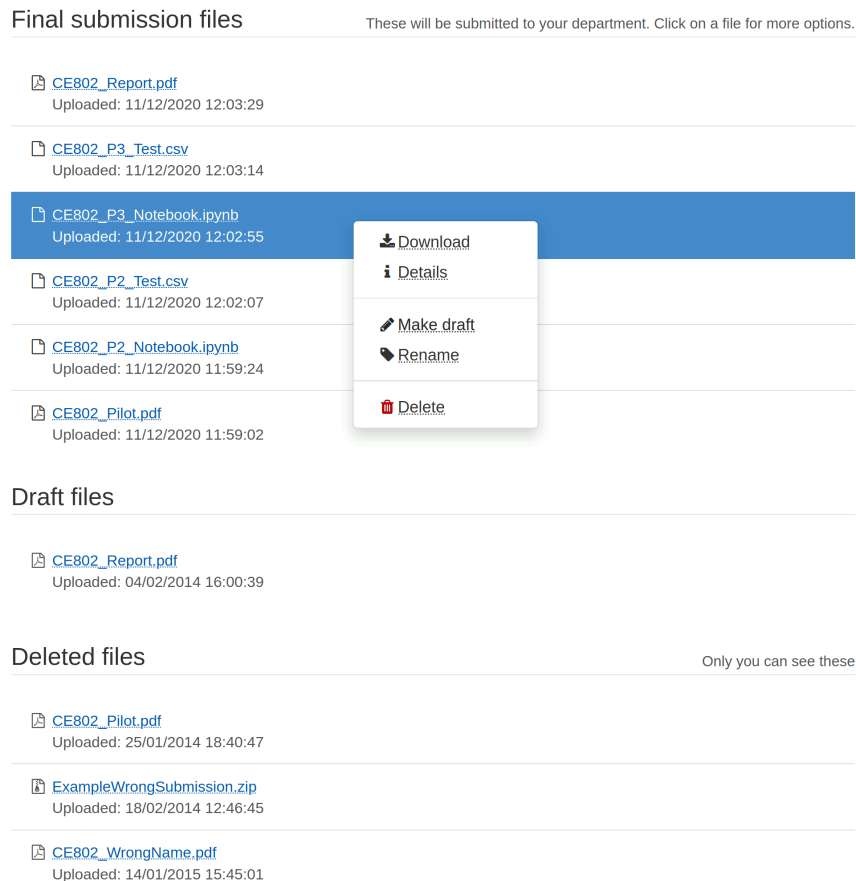 Final submission files
These will be submitted to your department. Click on a file for more options.
CE802_Report.pdf
Uploaded: 11/12/2020 12:03:29
CE802_P3_Test.csv
Uploaded: 11/12/2020 12:03:14
CE802_P3_Notebook.ipynb
Uploaded: 11/12/2020 12:02:55
Download
Details
Make draft
Rename
Delete
CE802_P2_Test.csv
Uploaded: 11/12/2020 12:02:07
CE802_P2_Notebook.ipynb
Uploaded: 11/12/2020 11:59:24
CE802_Pilot.pdf
Uploaded: 11/12/2020 11:59:02
Draft files
CE802_Report.pdf
Uploaded: 04/02/2014 16:00:39
Deleted files
Only you can see these
CE802_Pilot.pdf
Uploaded: 25/01/2014 18:40:47
ExampleWrongSubmission.zip
Uploaded: 18/02/2014 12:46:45
CE802_WrongName.pdf
Uploaded: 14/01/2015 15:45:01